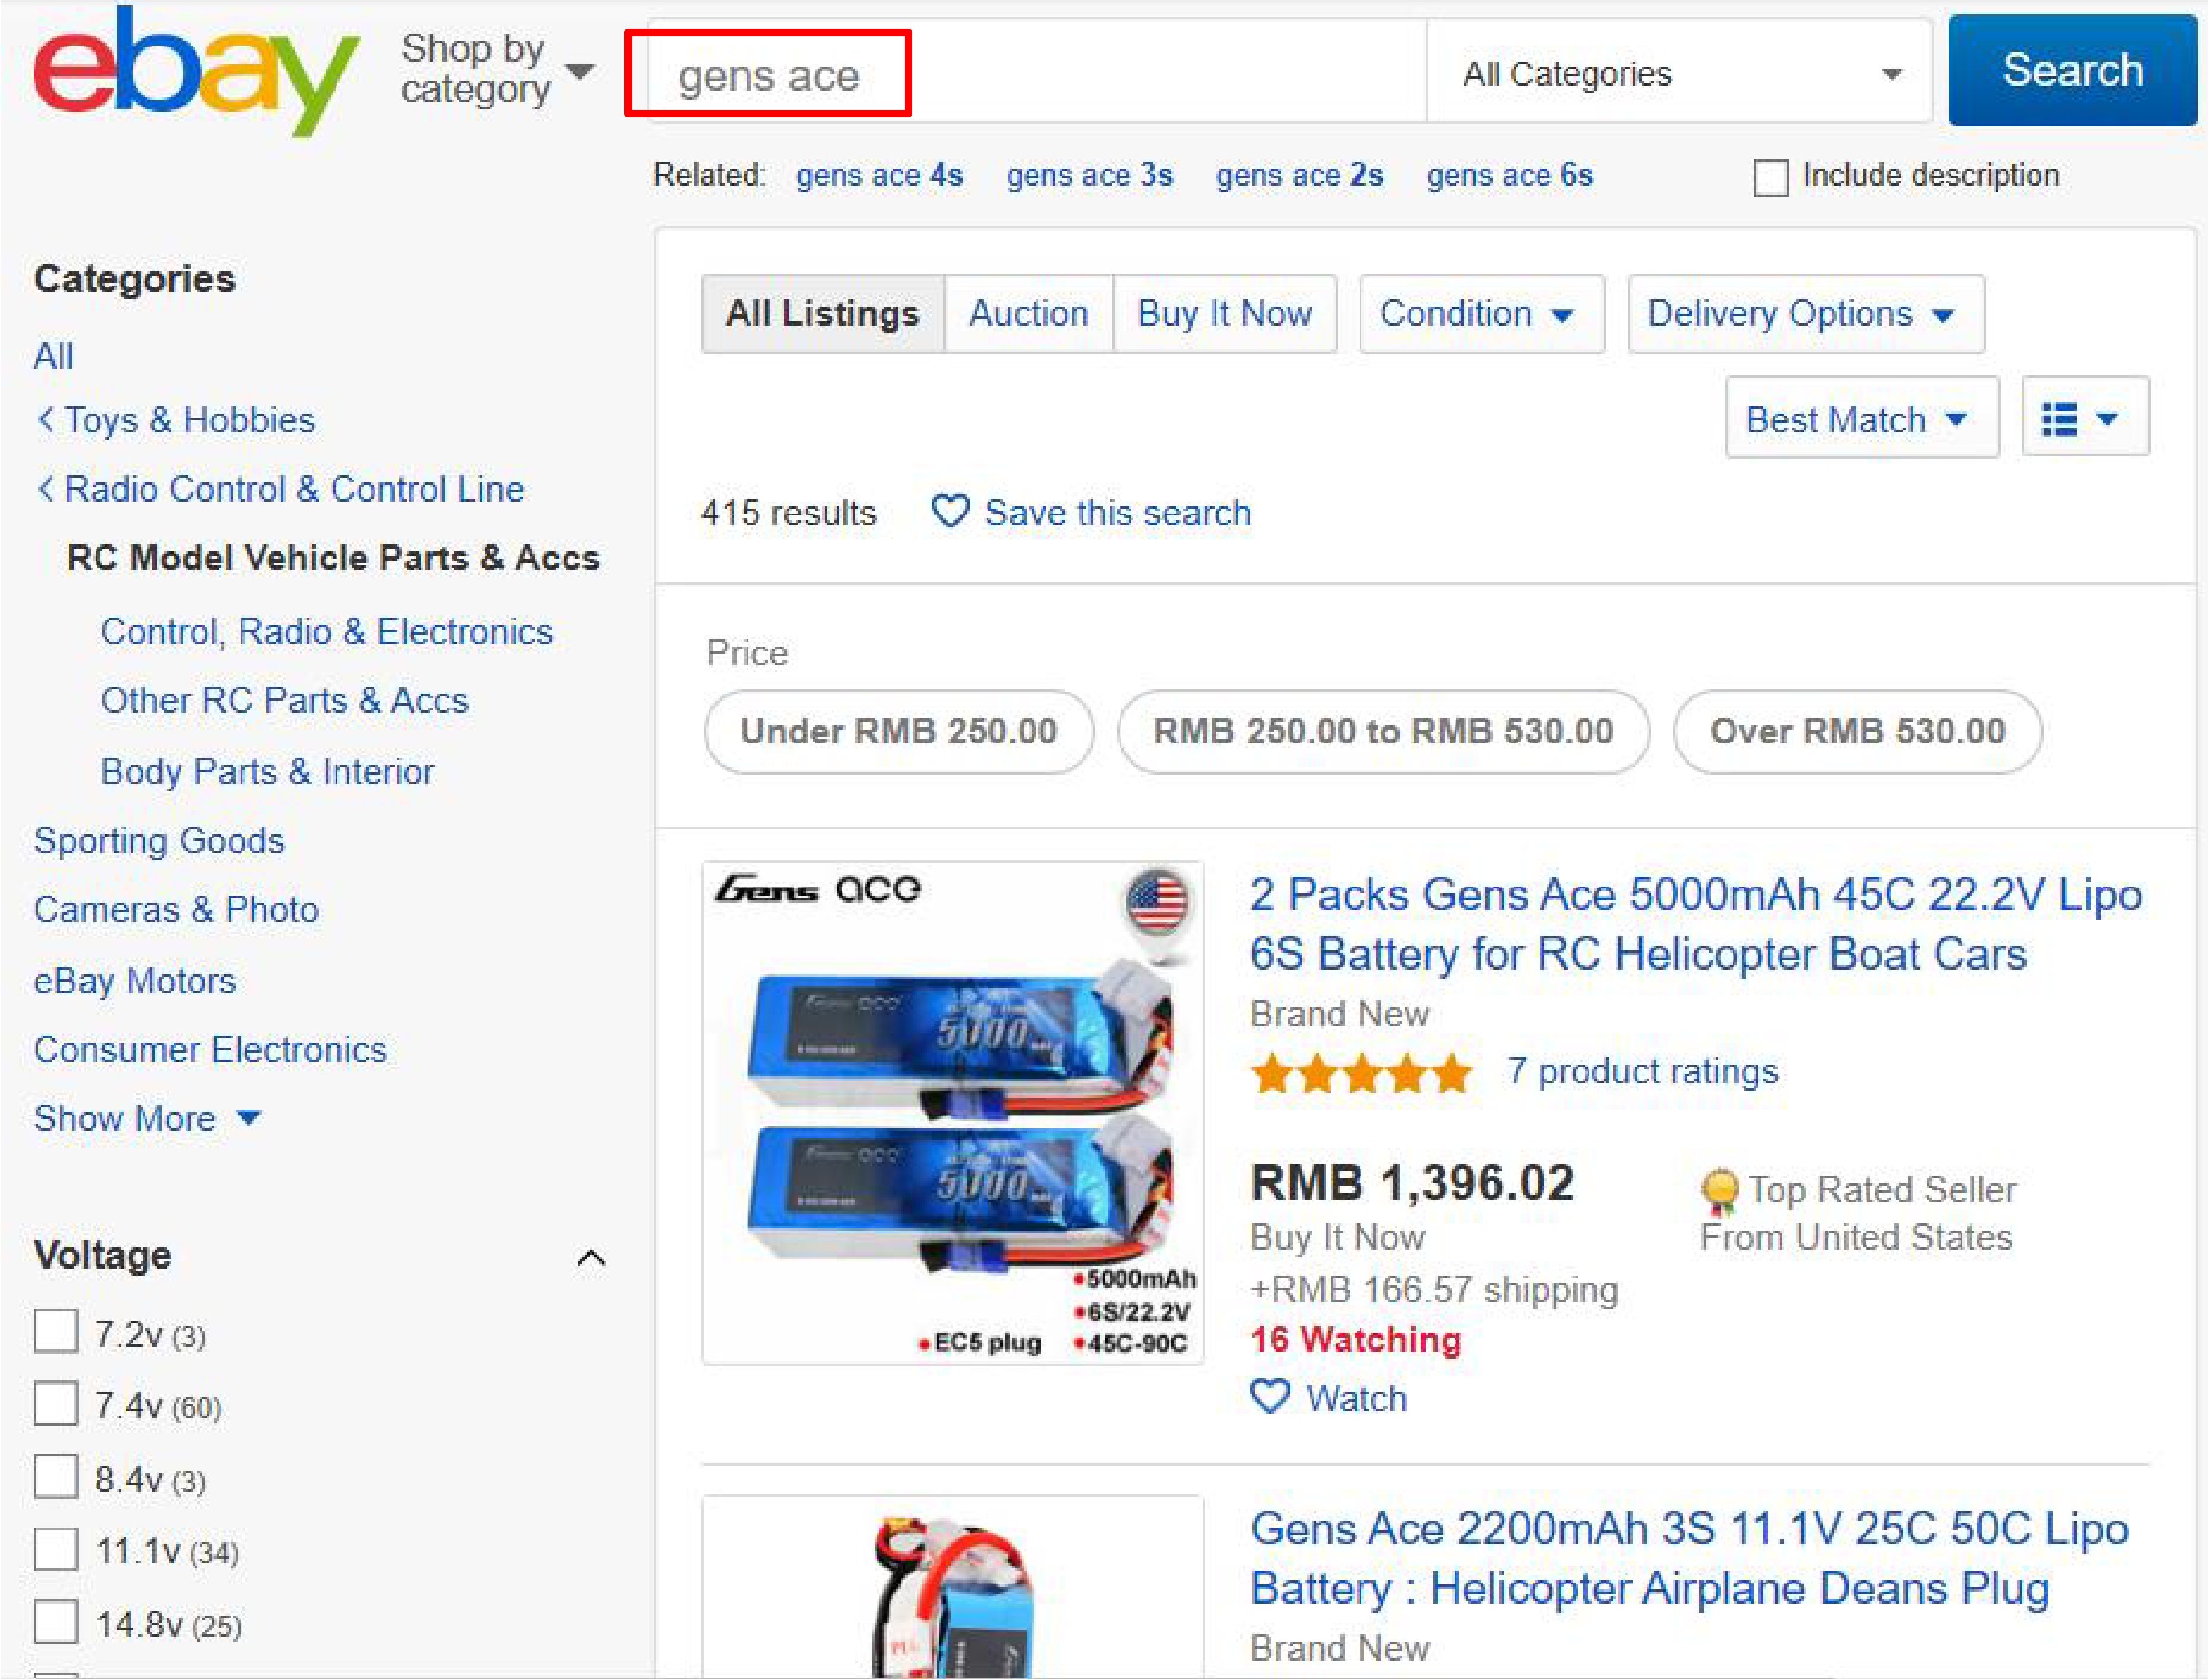 ebay
Shop by
category
gens ace
All Categories
Search
Related: gens ace 4s gens ace 3s gens ace 2s gens ace 6s
Include description
Categories
All
Toys & Hobbies
Radio Control & Control Line
RC Model Vehicle Parts & Accs
Control, Radio & Electronics
Other RC Parts & Accs
Body Parts & Interior
Sporting Goods
Cameras & Photo
eBay Motors
Consumer Electronics
Show More
Voltage
7.2v (3)
7.4v (60)
8.4v (3)
11.1v (34)
14.8v (25)
All Listings
Auction
Buy It Now
Condition
Delivery Options
Best Match
415 results
Save this search
Price
Under RMB 250.00
RMB 250.00 to RMB 530.00
Over RMB 530.00
Gens ace
Gens ace
5000
Gens ace
5000
5000mAh
6S/22.2V
EC5 plug
45C-90C
2 Packs Gens Ace 5000mAh 45C 22.2V Lipo
6S Battery for RC Helicopter Boat Cars
Brand New
7 product ratings
RMB 1,396.02
Buy It Now
+RMB 166.57 shipping
16 Watching
Watch
Top Rated Seller
From United States
Gens Ace 2200mAh 3S 11.1V 25C 50C Lipo
Battery : Helicopter Airplane Deans Plug
Brand New